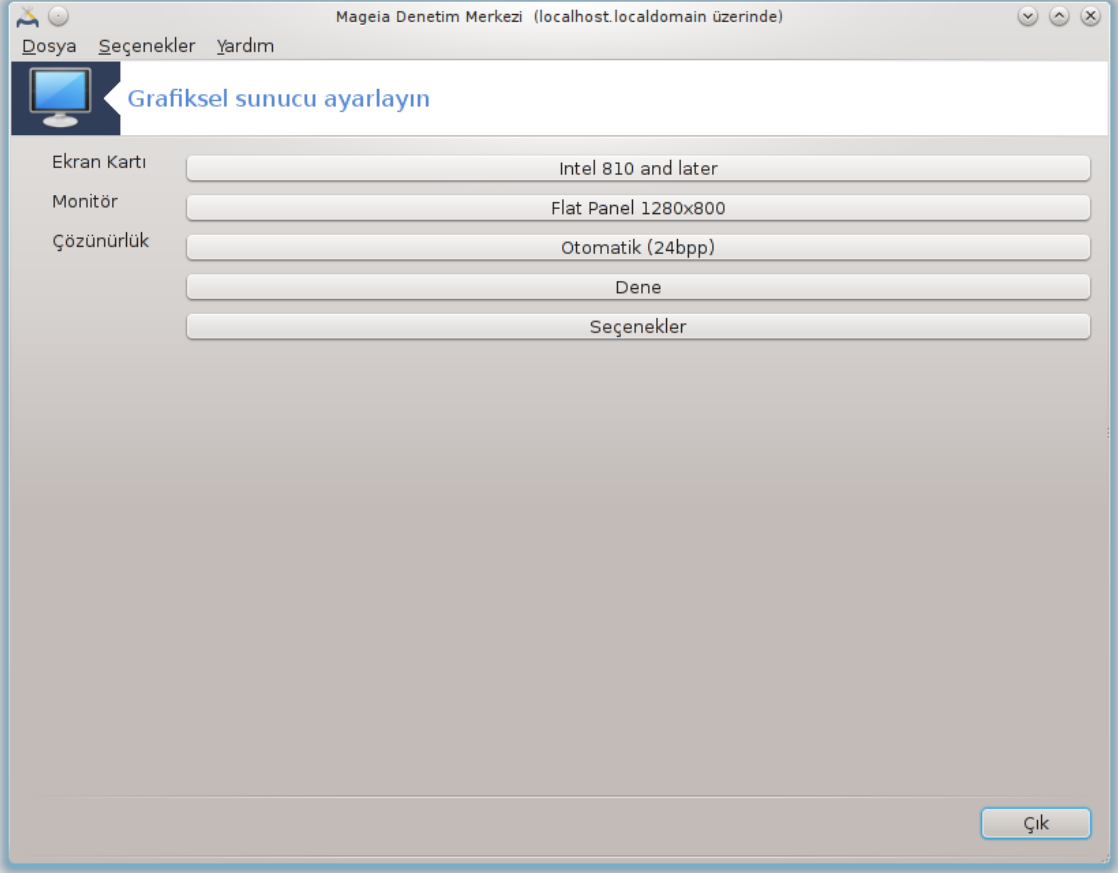 Mageia Denetim Merkezi (localhost.localdomain üzerinde)
Dosya Seçenekler Yardım
Grafiksel sunucu ayarlayın
Ekran Kartı Intel 810 and later
Monitör Flat Panel 1280x800
Çözünürlük Otomatik (24bpp)
Dene
Seçenekler
Çık